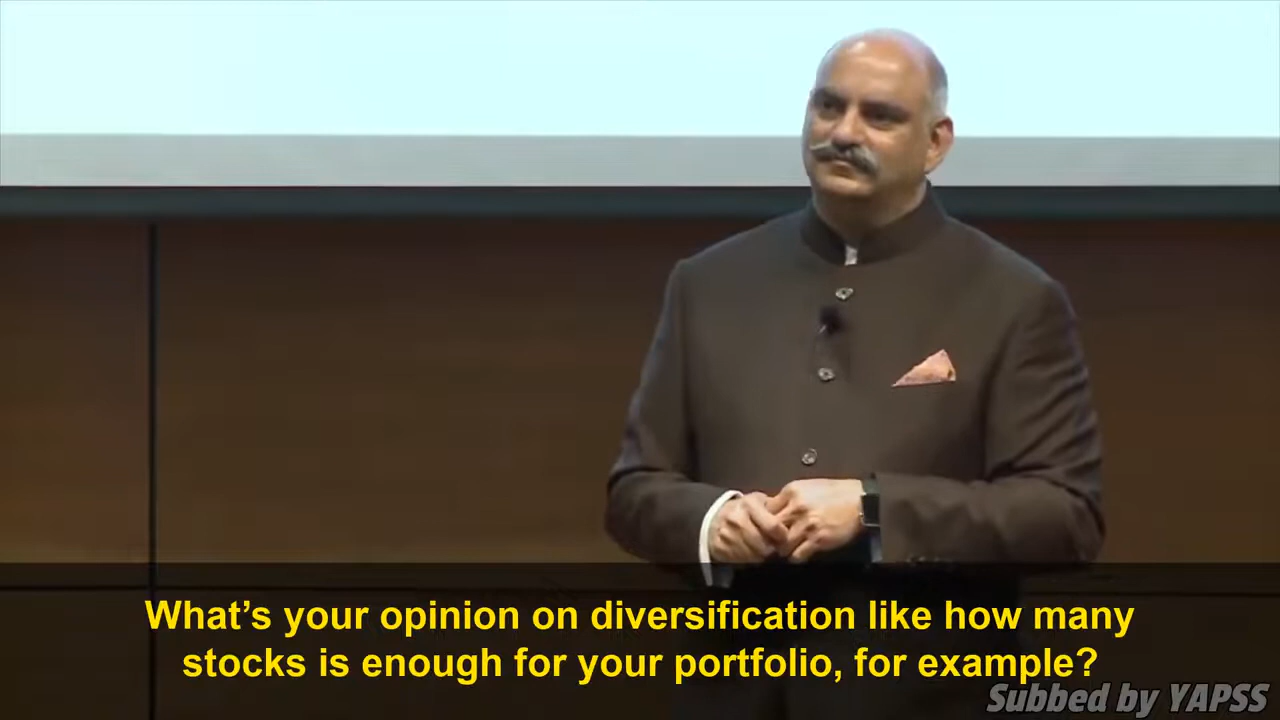 What’s your opinion on diversification like how many
stocks is enough for your portfolio, for example?
Subbed by YAPSS